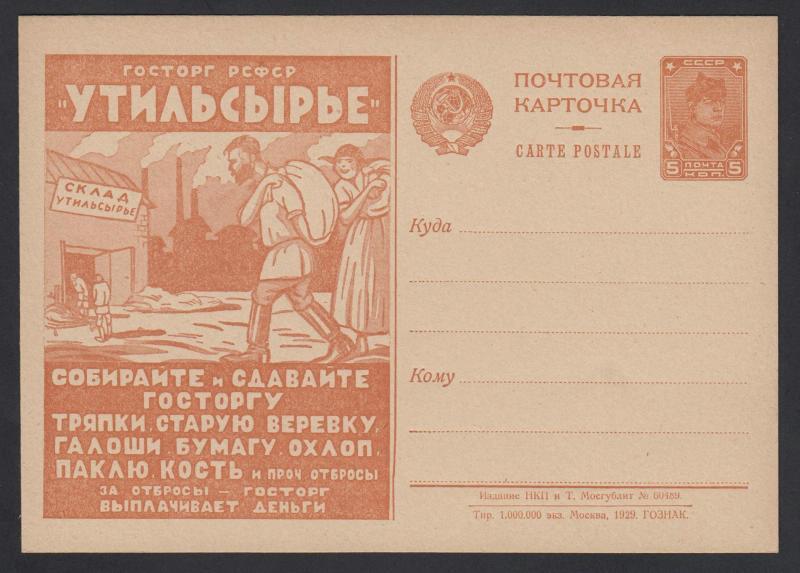 ГОСТОРГ РСФСР
"УТИЛЬСЫРЬЕ"
СКЛАД
УТИЛЬСЫРЬЕ
СОБИРАЙТЕ и СДАВАЙТЕ
ГОСТОРГУ
ТРЯПКИ, СТАРУЮ ВЕРЕВКУ,
ГАЛОШИ, БУМАГУ, ОХЛОП,
ПАКЛЮ, КОСТЬ и проч. отбросы
ЗА ОТБРОСЫ — ГОСТОРГ
ВЫПЛАЧИВАЕТ ДЕНЬГИ
ПОЧТОВАЯ
КАРТОЧКА
CARTE POSTALE
СССР
ПОЧТА
5 КОП. 5
Куда
Кому
Издание НКП и Т. Мосгублит № 60489.
Тир. 1.000.000 экз. Москва, 1929. ГОЗНАК.